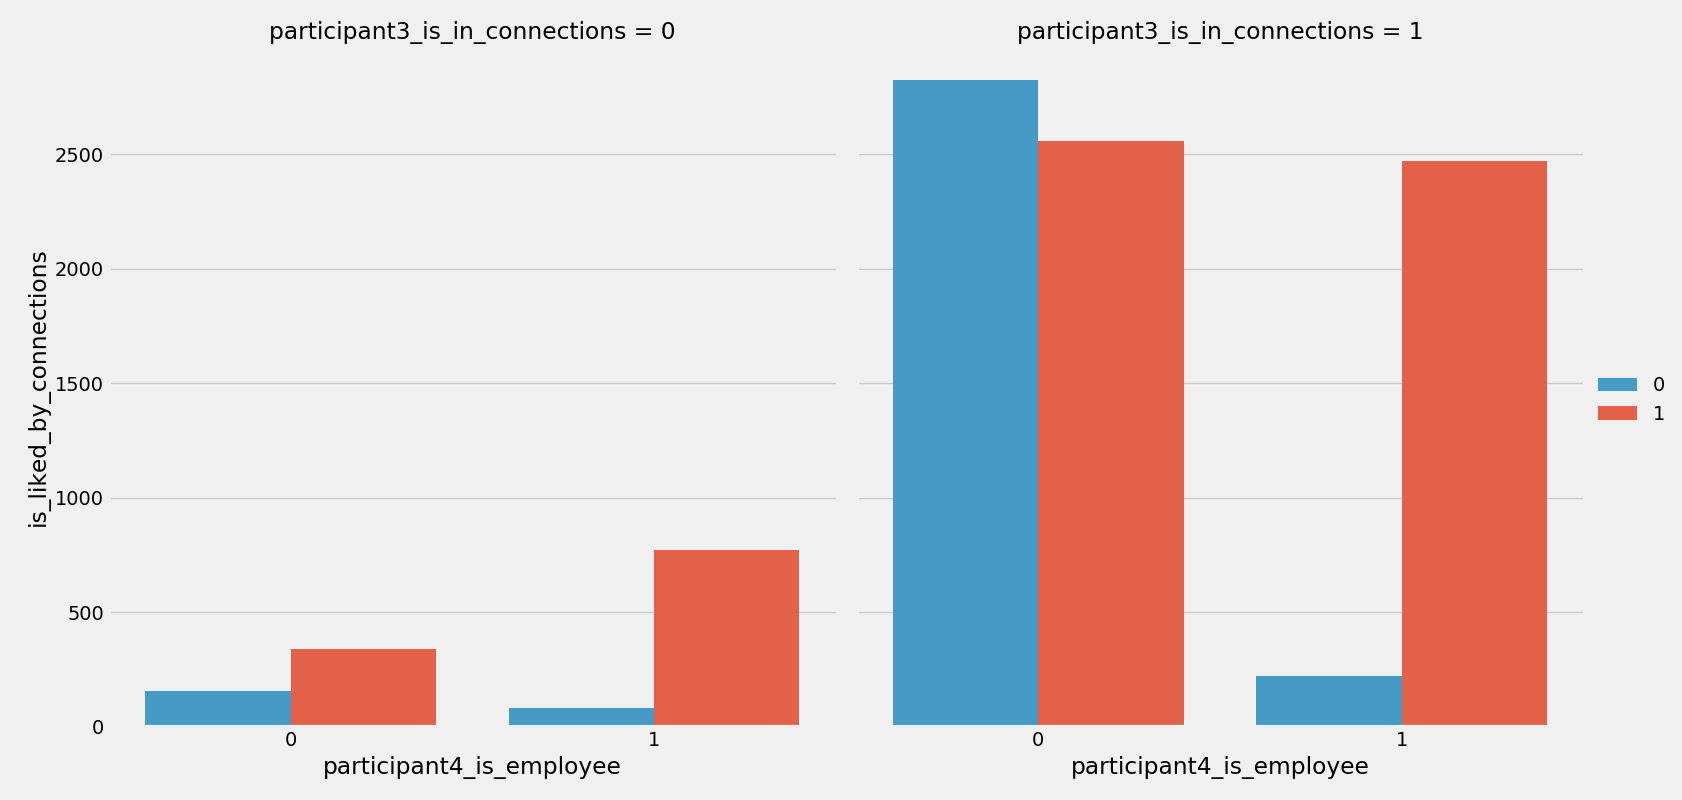 participant3_is_in_connections = 0
participant3_is_in_connections = 1
is_liked_by_connections
2500
2000
1500
1000
500
0
0
1
0
1
participant4_is_employee
participant4_is_employee
0
1